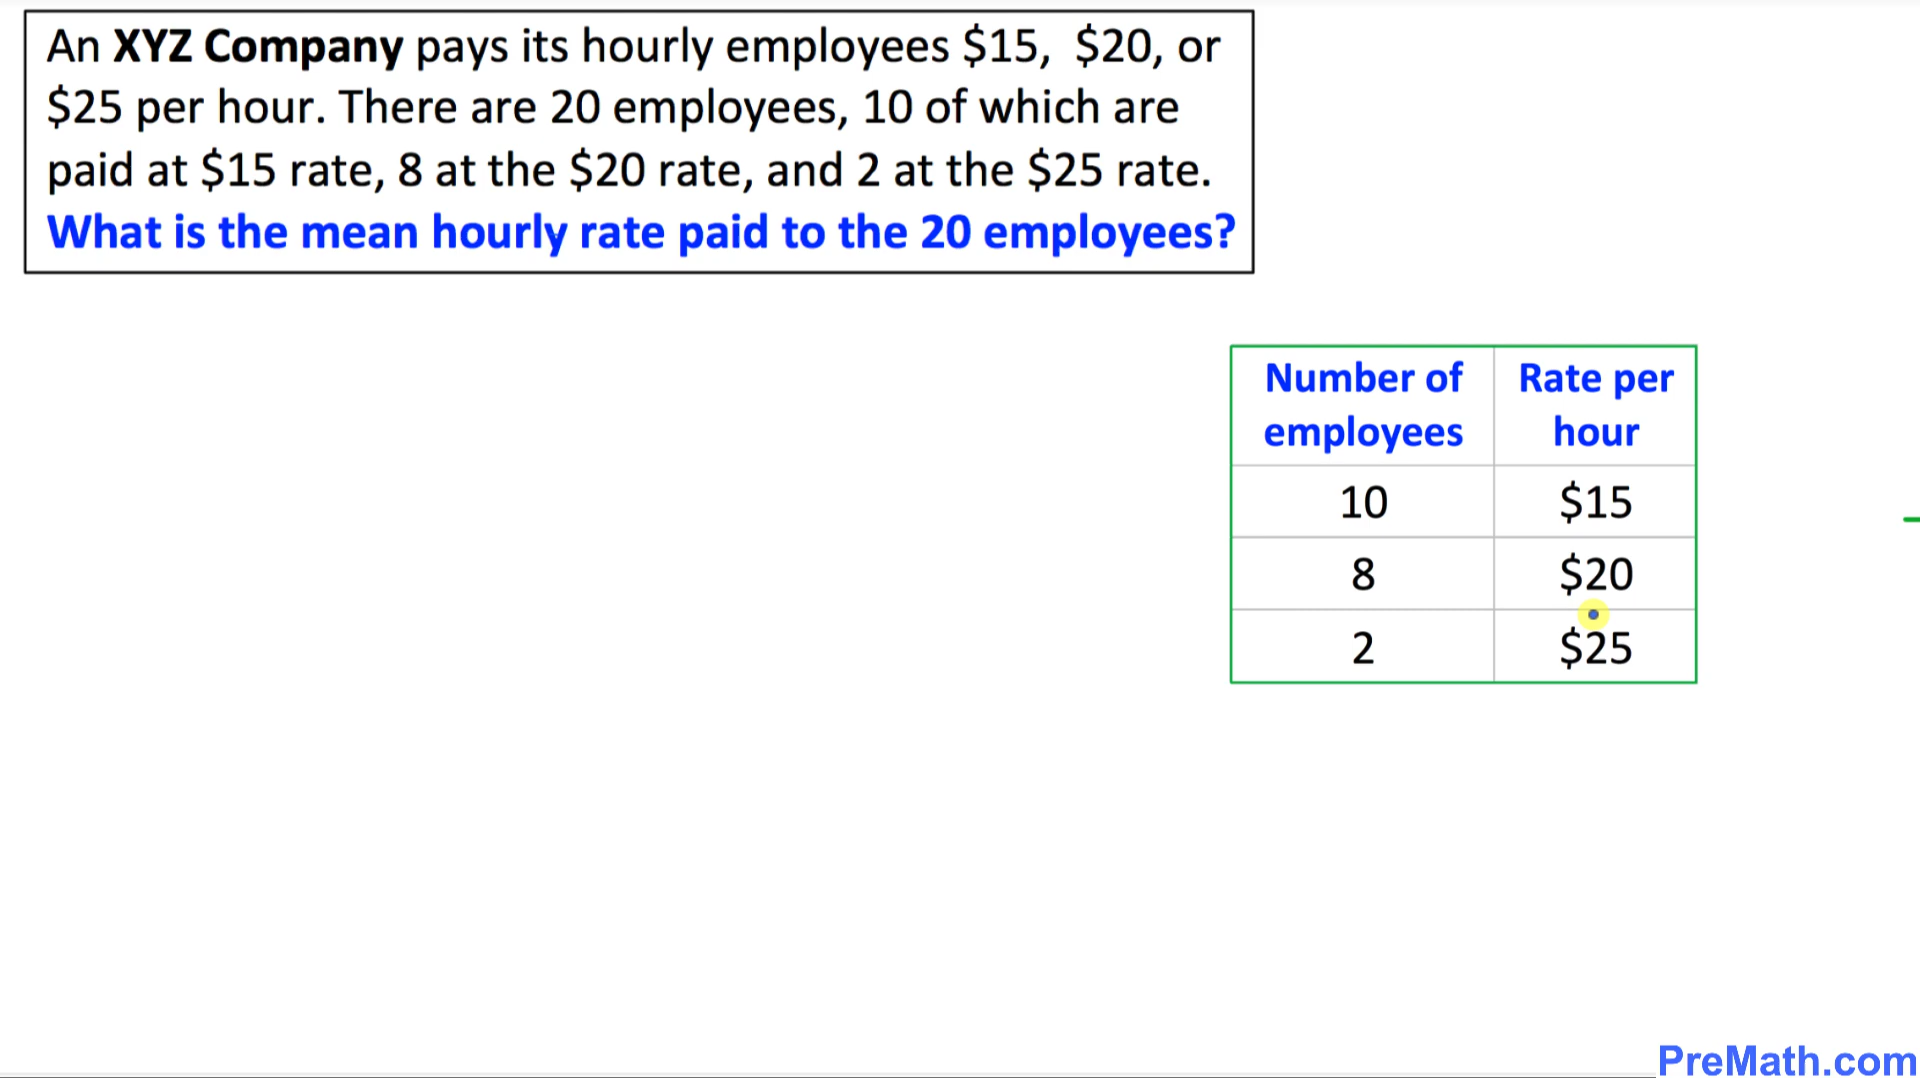 An XYZ Company pays its hourly employees $15, $20, or
$25 per hour. There are 20 employees, 10 of which are
paid at $15 rate, 8 at the $20 rate, and 2 at the $25 rate.
What is the mean hourly rate paid to the 20 employees?
Number of employees Rate per hour
10 $15
8 $20
2 $25
PreMath.com